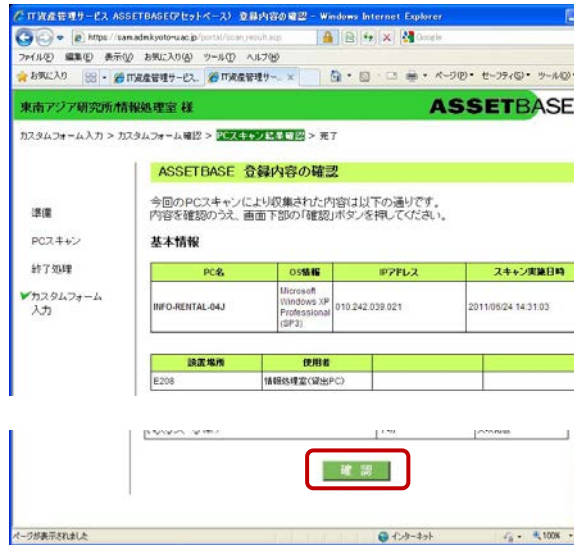 IT資産管理サービス ASSETBASE(アセットベース) 登録内容の確認 - Windows Internet Explorer
ファイル(F) 編集(E) 表示(V) お気に入り(A) ツール(T) ヘルプ(H)
お気に入り IT資産管理サービス... IT資産管理サー... ページ(P) セーフティ(S) ツール(O)
東南アジア研究所/情報処理室 様 ASSETBASE
カスタムフォーム入力 > カスタムフォーム確認 > PCスキャン結果確認 > 完了
ASSETBASE 登録内容の確認
今回のPCスキャンにより収集された内容は以下の通りです。
内容を確認のうえ、画面下部の「確認」ボタンを押してください。
準備
PCスキャン
終了処理
カスタムフォーム
入力
基本情報
PC名 OS情報 IPアドレス スキャン実施日時
INFO-RENTAL-04J Microsoft Windows XP Professional (SP3) 010.242.039.021 2011/06/24 14:31:03
設置場所 使用者
E208 情報処理室(貸出PC)
確認
ページが表示されました インターネット 100%